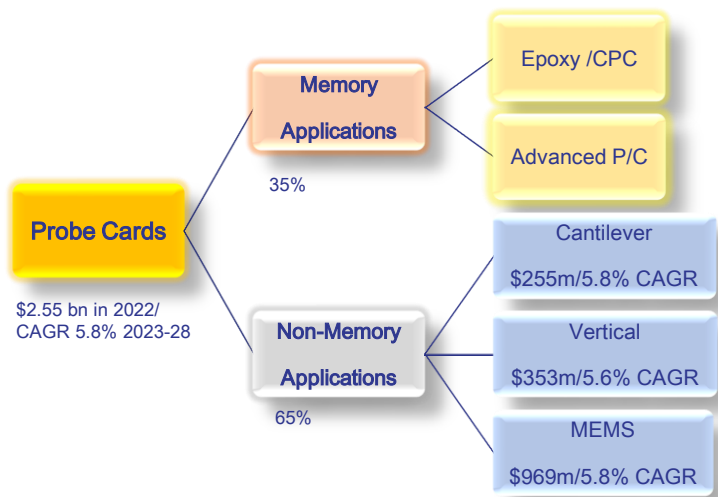 Probe Cards
$2.55 bn in 2022/
CAGR 5.8% 2023-28
Memory
Applications
35%
Epoxy /CPC
Advanced P/C
Non-Memory
Applications
65%
Cantilever
$255m/5.8% CAGR
Vertical
$353m/5.6% CAGR
MEMS
$969m/5.8% CAGR